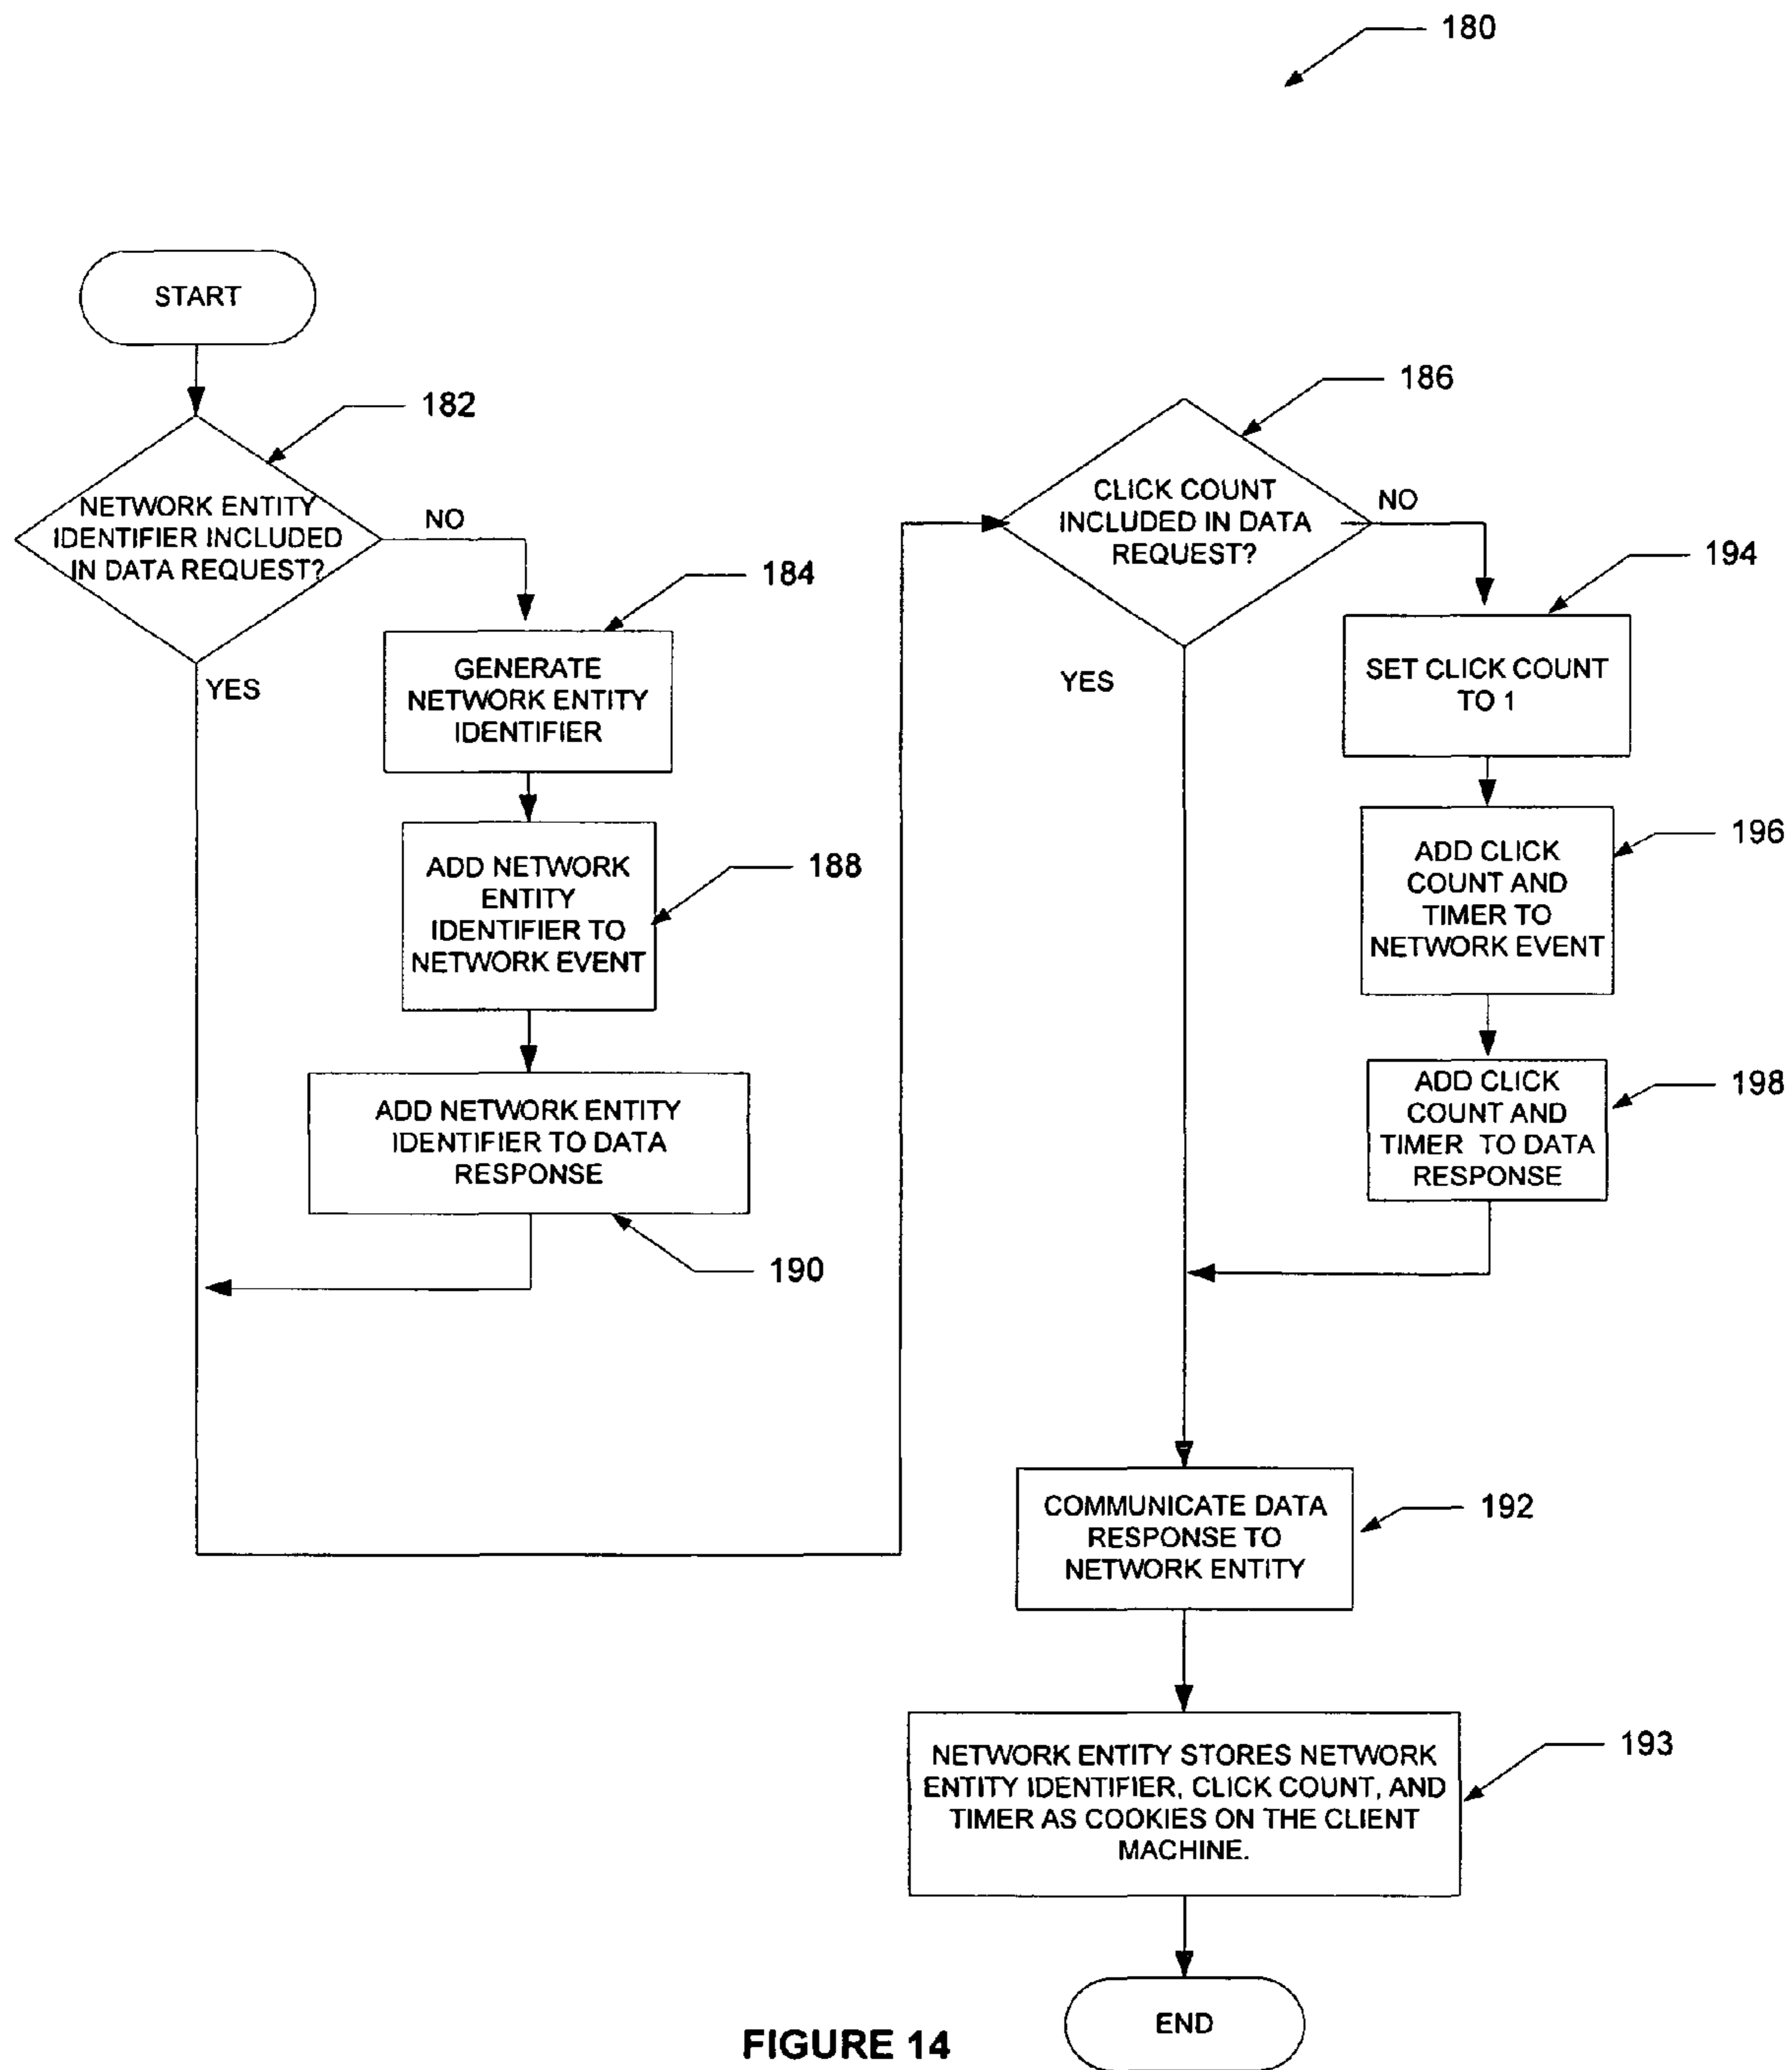 180
START
182
NETWORK ENTITY
IDENTIFIER INCLUDED
IN DATA REQUEST?
NO
YES
184
GENERATE
NETWORK ENTITY
IDENTIFIER
188
ADD NETWORK
ENTITY
IDENTIFIER TO
NETWORK EVENT
ADD NETWORK ENTITY
IDENTIFIER TO DATA
RESPONSE
190
186
CLICK COUNT
INCLUDED IN DATA
REQUEST?
NO
YES
194
SET CLICK COUNT
TO 1
196
ADD CLICK
COUNT AND
TIMER TO
NETWORK EVENT
198
ADD CLICK
COUNT AND
TIMER TO DATA
RESPONSE
192
COMMUNICATE DATA
RESPONSE TO
NETWORK ENTITY
193
NETWORK ENTITY STORES NETWORK
ENTITY IDENTIFIER, CLICK COUNT, AND
TIMER AS COOKIES ON THE CLIENT
MACHINE.
END
FIGURE 14